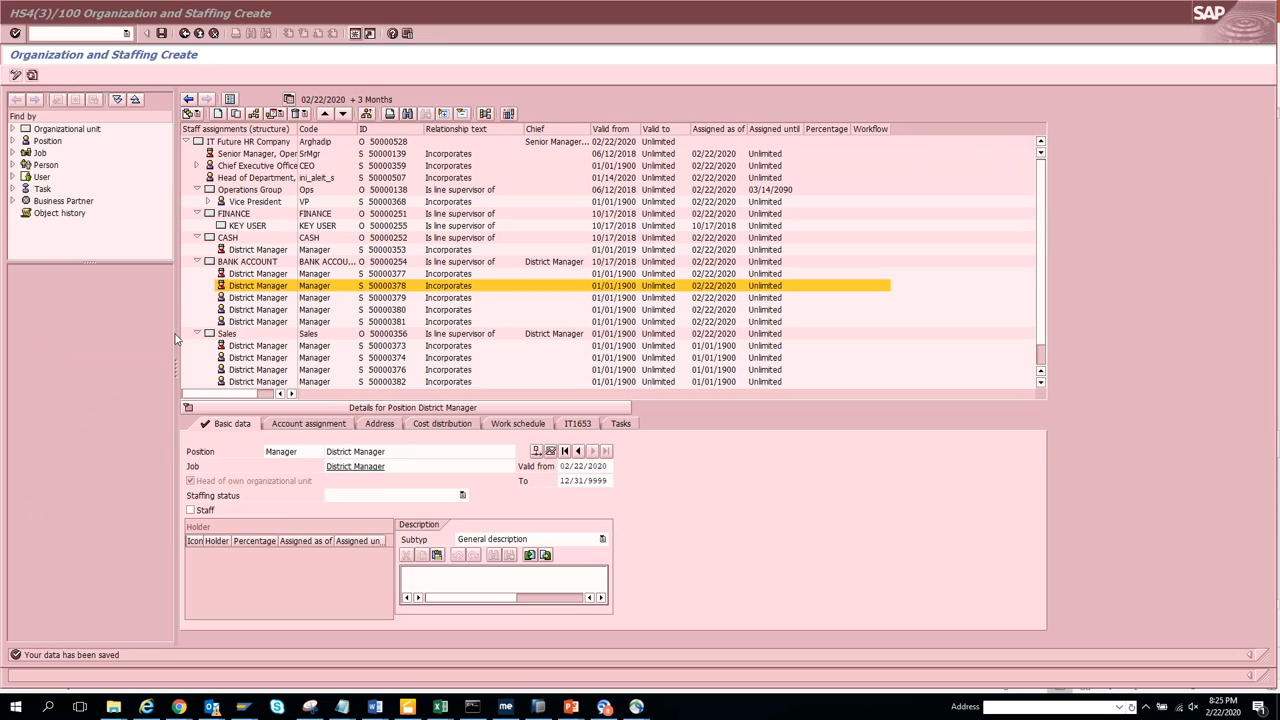 HS4(3)/100 Organization and Staffing Create
SAP
Organization and Staffing Create
02/22/2020 + 3 Months
Find by
Organizational unit
Position
Job
Person
User
Task
Business Partner
Object history
Staff assignments (structure) Code ID Relationship text Chief Valid from Valid to Assigned as of Assigned until Percentage Workflow
IT Future HR Company Arghadip O 50000528 Senior Manager... 02/22/2020 Unlimited
Senior Manager, Oper SrMgr S 50000139 Incorporates 06/12/2018 Unlimited 02/22/2020 Unlimited
Chief Executive Office CEO S 50000359 Incorporates 01/01/1900 Unlimited 02/22/2020 Unlimited
Head of Department, ini_aleit_s S 50000367 Incorporates 01/14/2020 Unlimited 02/22/2020 Unlimited
Operations Group Ops O 50000138 Is line supervisor of 06/12/2018 Unlimited 02/22/2020 03/14/2090
Vice President VP S 50000368 Incorporates 01/01/1900 Unlimited 02/22/2020 Unlimited
FINANCE FINANCE O 50000251 Is line supervisor of 10/17/2018 Unlimited 02/22/2020 Unlimited
KEY USER KEY USER O 50000255 Is line supervisor of 10/17/2018 Unlimited 10/17/2018 Unlimited
CASH CASH O 50000252 Is line supervisor of 10/17/2018 Unlimited 02/22/2020 Unlimited
District Manager Manager S 50000353 Incorporates 01/01/2019 Unlimited 02/22/2020 Unlimited
BANK ACCOUNT BANK ACCOU... O 50000254 Is line supervisor of District Manager 10/17/2018 Unlimited 02/22/2020 Unlimited
District Manager Manager S 50000377 Incorporates 01/01/1900 Unlimited 02/22/2020 Unlimited
District Manager Manager S 50000378 Incorporates 01/01/1900 Unlimited 02/22/2020 Unlimited
District Manager Manager S 50000379 Incorporates 01/01/1900 Unlimited 02/22/2020 Unlimited
District Manager Manager S 50000380 Incorporates 01/01/1900 Unlimited 02/22/2020 Unlimited
District Manager Manager S 50000381 Incorporates 01/01/1900 Unlimited 02/22/2020 Unlimited
Sales Sales O 50000356 Is line supervisor of District Manager 01/01/1900 Unlimited 02/22/2020 Unlimited
District Manager Manager S 50000373 Incorporates 01/01/1900 Unlimited 01/01/1900 Unlimited
District Manager Manager S 50000374 Incorporates 01/01/1900 Unlimited 01/01/1900 Unlimited
District Manager Manager S 50000376 Incorporates 01/01/1900 Unlimited 01/01/1900 Unlimited
District Manager Manager S 50000382 Incorporates 01/01/1900 Unlimited 01/01/1900 Unlimited
Details for Position District Manager
Basic data Account assignment Address Cost distribution Work schedule IT1653 Tasks
Position Manager District Manager
Job District Manager Valid from 02/22/2020
Head of own organizational unit To 12/31/9999
Staffing status
Staff
Holder
Icon Holder Percentage Assigned as of Assigned un...
Description
Subtype General description
Your data has been saved
Address
8:25 PM
2/22/2020